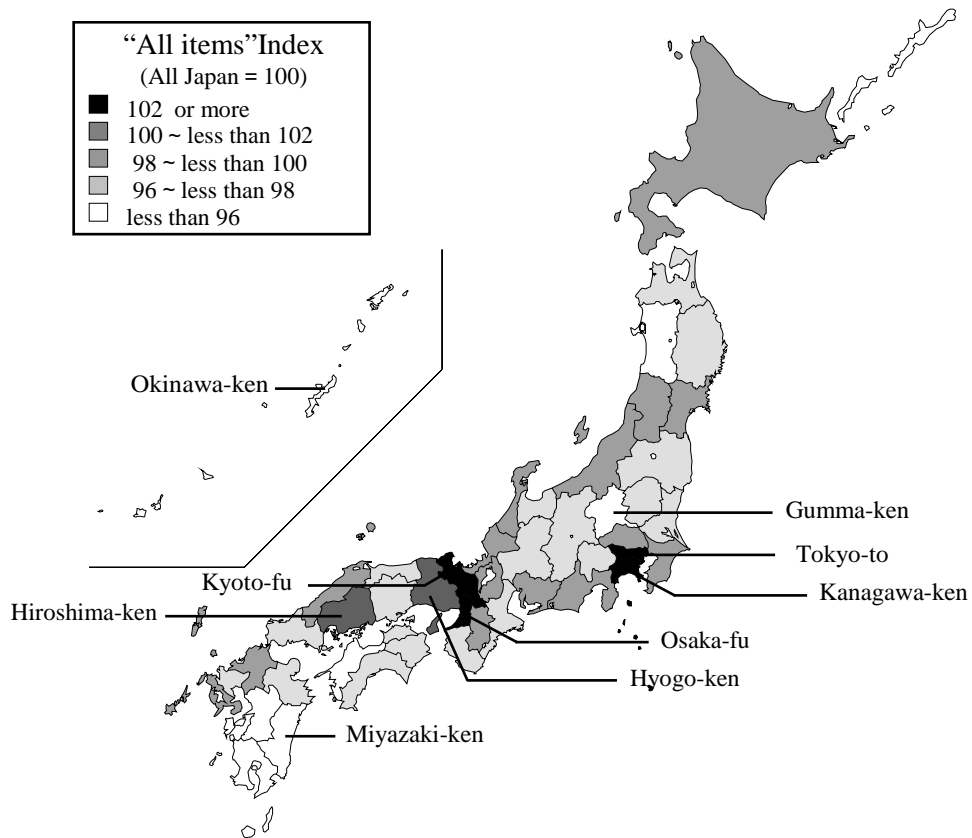 “All items”Index
(All Japan = 100)
102 or more
100 ~ less than 102
98 ~ less than 100
96 ~ less than 98
less than 96
Okinawa-ken
Gumma-ken
Tokyo-to
Kyoto-fu
Kanagawa-ken
Hiroshima-ken
Osaka-fu
Hyogo-ken
Miyazaki-ken